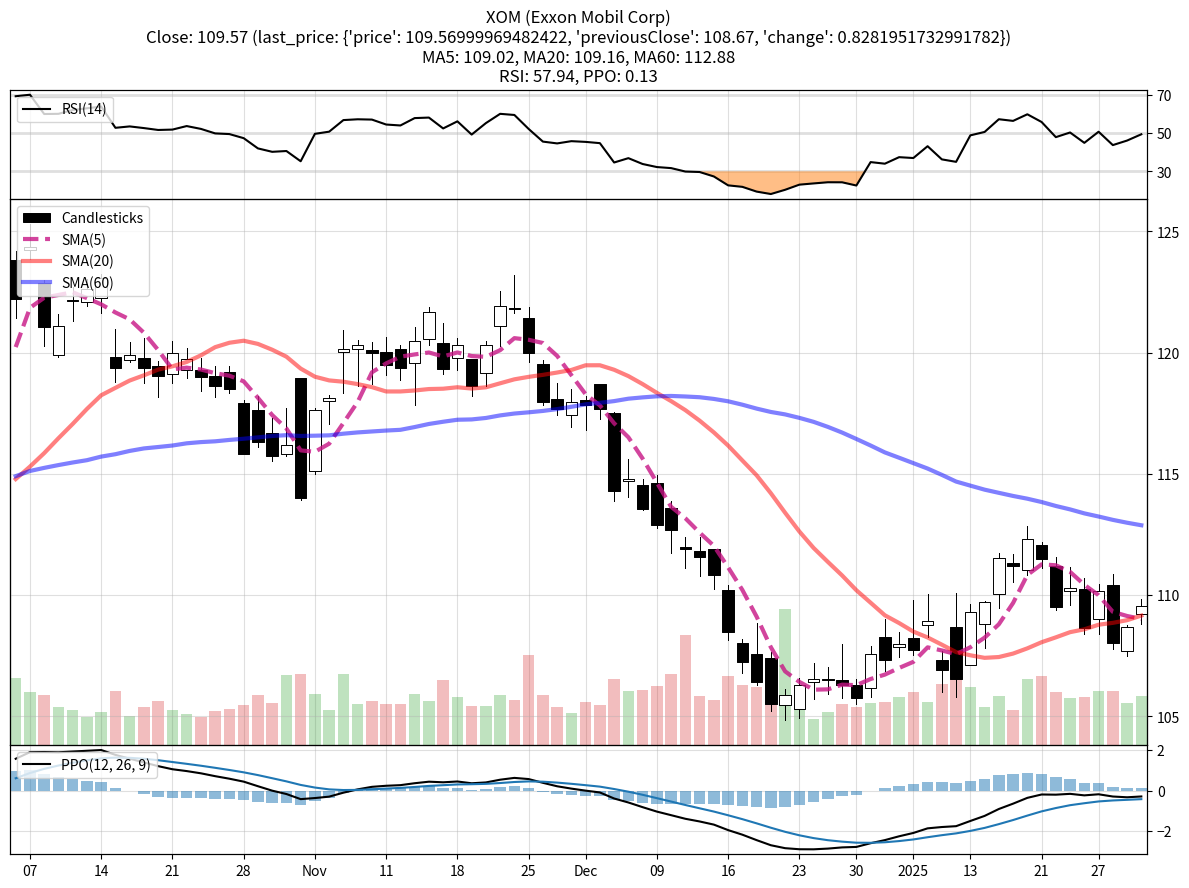 XOM (Exxon Mobil Corp)
Close: 109.57 (last_price: {'price': 109.56999969482422, 'previousClose': 108.67, 'change': 0.8281951732991782})
MA5: 109.02, MA20: 109.16, MA60: 112.88
RSI: 57.94, PPO: 0.13
RSI(14)
70
50
30
Candlesticks
SMA(5)
SMA(20)
SMA(60)
125
120
115
110
105
PPO(12, 26, 9)
2
0
−2
07 14 21 28 Nov 11 18 25 Dec 09 16 23 30 2025 13 21 27